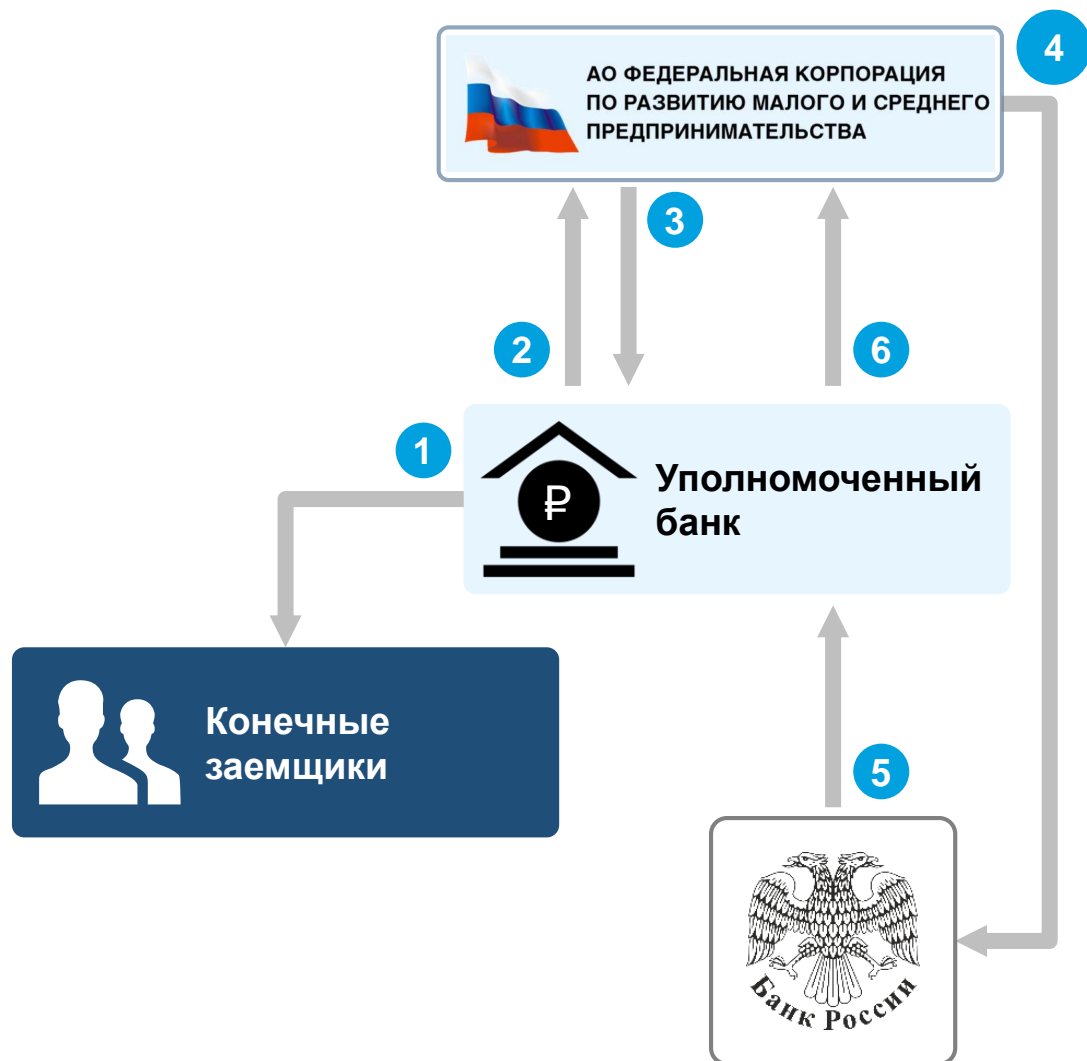 4
АО ФЕДЕРАЛЬНАЯ КОРПОРАЦИЯ
ПО РАЗВИТИЮ МАЛОГО И СРЕДНЕГО
ПРЕДПРИНИМАТЕЛЬСТВА
3
2
6
1
₽
Уполномоченный
банк
Конечные
заемщики
5
Банк России